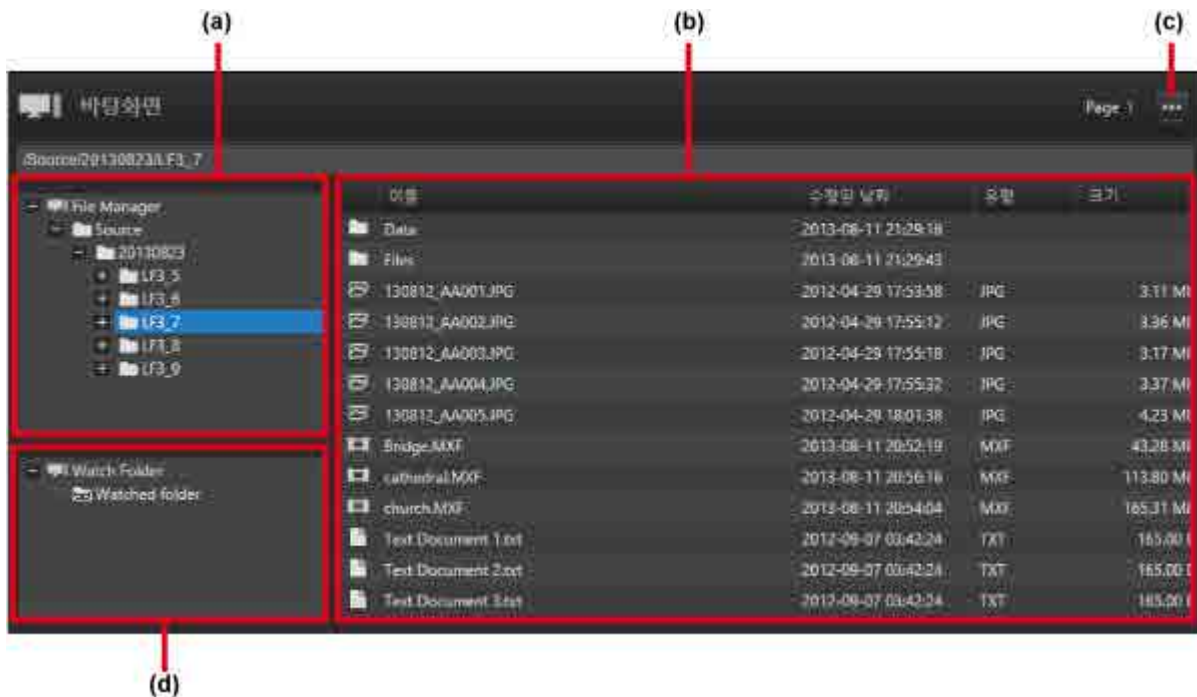 (a) (b) (c)
바탕화면 Page 1 •••
/Source/20130823/LF3_7
File Manager
Source
20130823
LF3_5
LF3_6
LF3_7
LF3_8
LF3_9
이름 수정된 날짜 유형 크기
Data 2013-08-11 21:29:18
Files 2013-08-11 21:29:43
130812_AA001.JPG 2012-04-29 17:53:58 JPG 3.11 M
130812_AA002.JPG 2012-04-29 17:55:12 JPG 3.36 M
130812_AA003.JPG 2012-04-29 17:55:18 JPG 3.17 M
130812_AA004.JPG 2012-04-29 17:55:32 JPG 3.37 M
130812_AA005.JPG 2012-04-29 18:01:38 JPG 4.23 M
Bridge.MXF 2013-08-11 20:52:19 MXF 43.28 M
cathedral.MXF 2013-08-11 20:56:16 MXF 113.80 M
church.MXF 2013-08-11 20:54:04 MXF 165.31 M
Text Document 1.txt 2012-09-07 03:42:24 TXT 165.00
Text Document 2.txt 2012-09-07 03:42:24 TXT 165.00
Text Document 3.txt 2012-09-07 03:42:24 TXT 165.00
Watch Folder
Watched folder
(d)